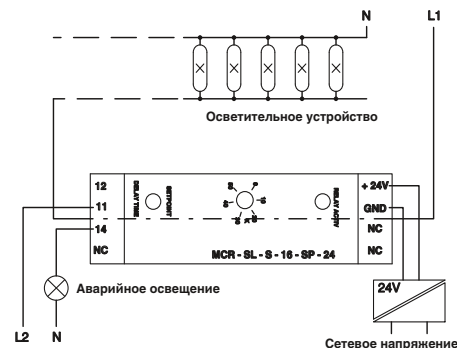 N
L1
Осветительное устройство
12
11
14
NC
DELAY TIME
SETPOINT
RELAY ACTIV
+ 24V
GND
NC
NC
MCR - SL - S - 16 - SP - 24
Аварийное освещение
24V
L2
N
Сетевое напряжение